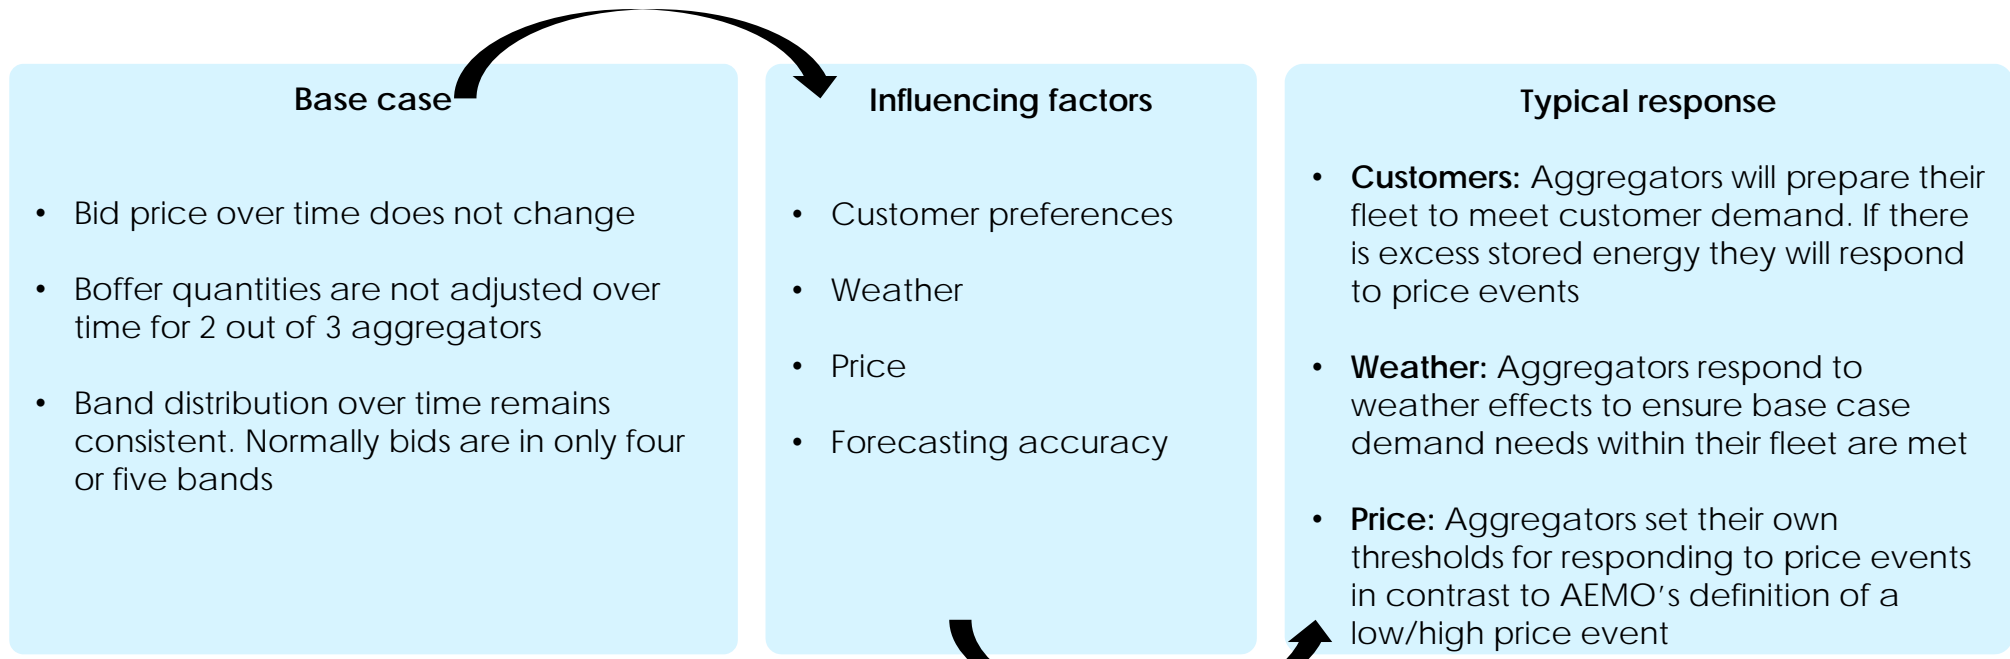 Base case
• Bid price over time does not change
• Boffer quantities are not adjusted over
time for 2 out of 3 aggregators
• Band distribution over time remains
consistent. Normally bids are in only four
or five bands
Influencing factors
• Customer preferences
• Weather
• Price
• Forecasting accuracy
Typical response
• Customers: Aggregators will prepare their
fleet to meet customer demand. If there
is excess stored energy they will respond
to price events
• Weather: Aggregators respond to
weather effects to ensure base case
demand needs within their fleet are met
• Price: Aggregators set their own
thresholds for responding to price events
in contrast to AEMO’s definition of a
low/high price event